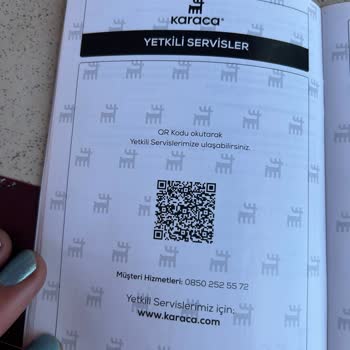 Karaca
YETKİLİ SERVİSLER
QR Kodu okutarak
Yetkili Servislerimize ulaşabilirsiniz.
Müşteri Hizmetleri: 0850 252 55 72
Yetkili Servislerimiz için:
www.karaca.com